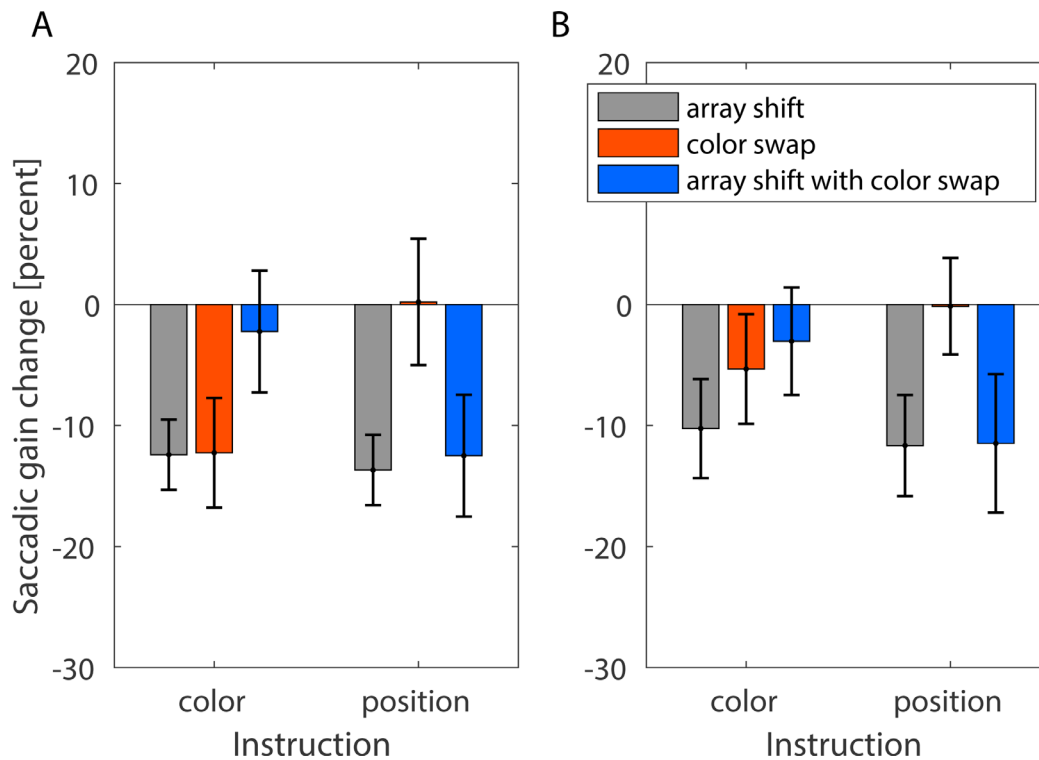 A
Saccadic gain change [percent]
20
10
0
-10
-20
-30
color
position
Instruction
B
20
array shift
color swap
array shift with color swap
0
-10
-20
-30
color
position
Instruction